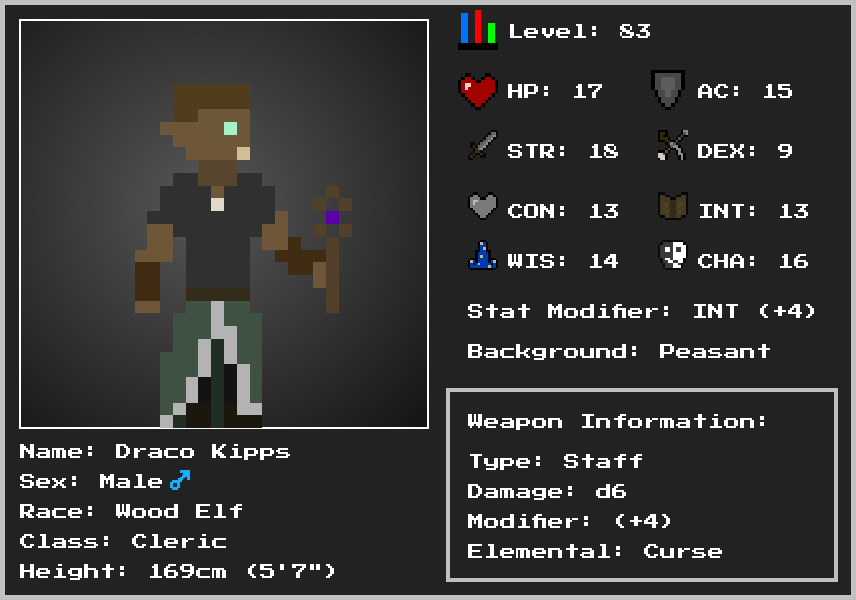 Level: 83
HP: 17 AC: 15
STR: 18 DEX: 9
CON: 13 INT: 13
WIS: 14 CHA: 16
Stat Modifier: INT (+4)
Background: Peasant
Weapon Information:
Type: Staff
Damage: d6
Modifier: (+4)
Elemental: Curse
Name: Draco Kipps
Sex: Male ♂
Race: Wood Elf
Class: Cleric
Height: 169cm (5'7")